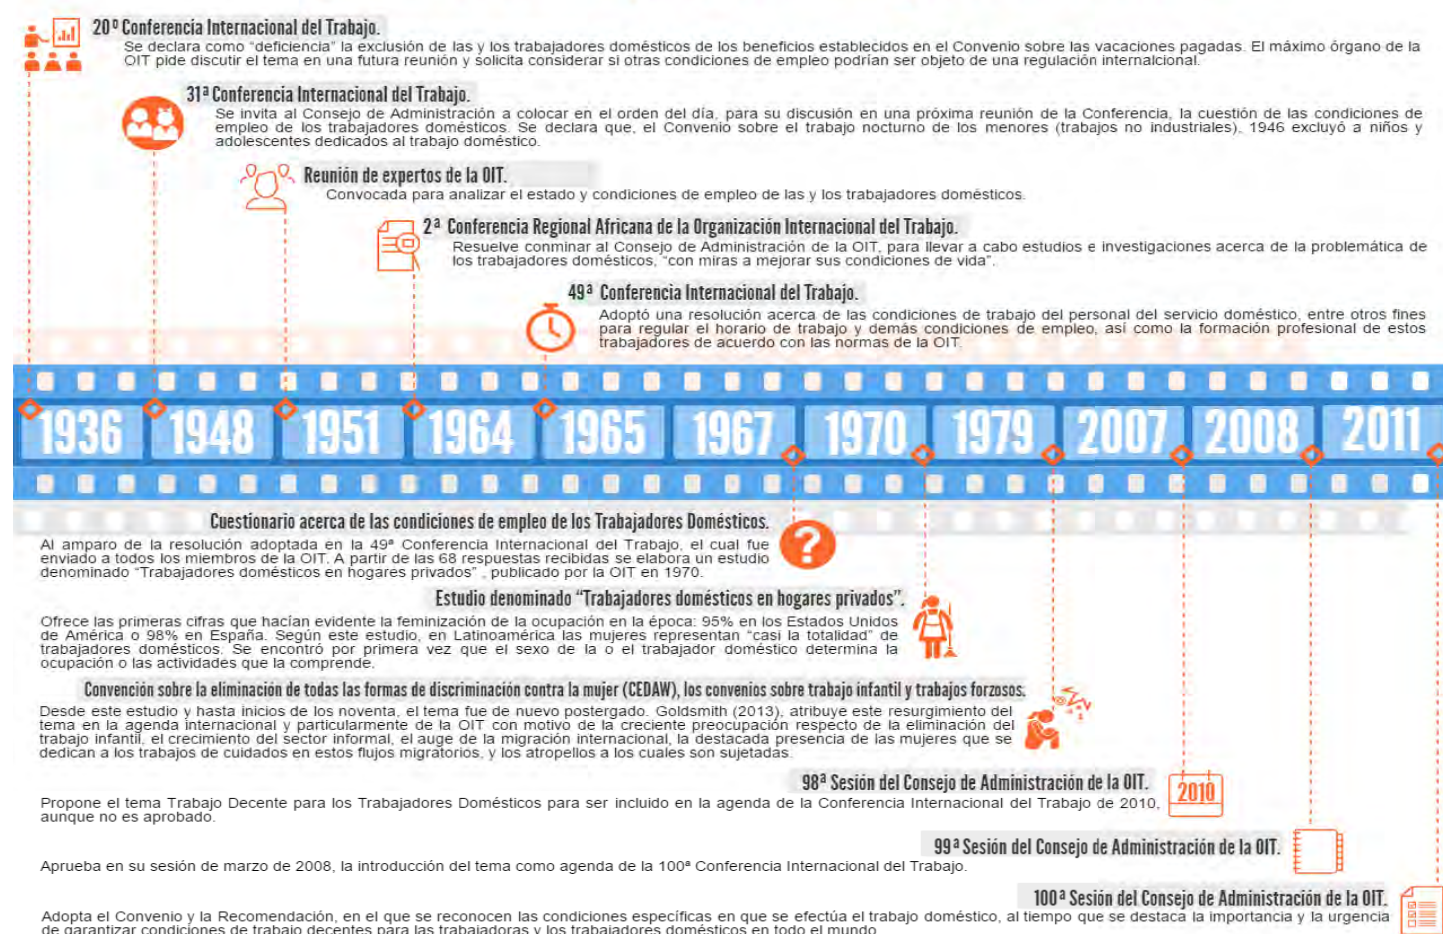 20º Conferencia Internacional del Trabajo.
Se declara como “deficiencia” la exclusión de las y los trabajadores domésticos de los beneficios establecidos en el Convenio sobre las vacaciones pagadas. El máximo órgano de la
OIT pide discutir el tema en una futura reunión y solicita considerar si otras condiciones de empleo podrían ser objeto de una regulación internalcional.
31ª Conferencia Internacional del Trabajo.
Se invita al Consejo de Administración a colocar en el orden del día, para su discusión en una próxima reunión de la Conferencia, la cuestión de las condiciones de
empleo de los trabajadores domésticos. Se declara que, el Convenio sobre el trabajo nocturno de los menores (trabajos no industriales), 1946 excluyó a niños y
adolescentes dedicados al trabajo doméstico.
Reunión de expertos de la OIT.
Convocada para analizar el estado y condiciones de empleo de las y los trabajadores domésticos.
2ª Conferencia Regional Africana de la Organización Internacional del Trabajo.
Resuelve conminar al Consejo de Administración de la OIT, para llevar a cabo estudios e investigaciones acerca de la problemática de
los trabajadores domésticos, “con miras a mejorar sus condiciones de vida”.
49ª Conferencia Internacional del Trabajo.
Adoptó una resolución acerca de las condiciones de trabajo del personal del servicio doméstico, entre otros fines
para regular el horario de trabajo y demás condiciones de empleo, así como la formación profesional de estos
trabajadores de acuerdo con las normas de la OIT.
1936 1948 1951 1964 1965 1967 1970 1979 2007 2008 2011
Cuestionario acerca de las condiciones de empleo de los Trabajadores Domésticos.
Al amparo de la resolución adoptada en la 49ª Conferencia Internacional del Trabajo, el cual fue
enviado a todos los miembros de la OIT. A partir de las 68 respuestas recibidas se elabora un estudio
denominado “Trabajadores domésticos en hogares privados” , publicado por la OIT en 1970.
?
Estudio denominado “Trabajadores domésticos en hogares privados”.
Ofrece las primeras cifras que hacían evidente la feminización de la ocupación en la época: 95% en los Estados Unidos
de América o 98% en España. Según este estudio, en Latinoamérica las mujeres representan “casi la totalidad” de
trabajadores domésticos. Se encontró por primera vez que el sexo de la o el trabajador doméstico determina la
ocupación o las actividades que la comprende.
Convención sobre la eliminación de todas las formas de discriminación contra la mujer (CEDAW), los convenios sobre trabajo infantil y trabajos forzosos.
Desde este estudio y hasta inicios de los noventa, el tema fue de nuevo postergado. Goldsmith (2013), atribuye este resurgimiento del
tema en la agenda internacional y particularmente de la OIT con motivo de la creciente preocupación respecto de la eliminación del
trabajo infantil, el crecimiento del sector informal, el auge de la migración internacional, la destacada presencia de las mujeres que se
dedican a los trabajos de cuidados en estos flujos migratorios, y los atropellos a los cuales son sujetadas.
98ª Sesión del Consejo de Administración de la OIT.
2010
Propone el tema Trabajo Decente para los Trabajadores Domésticos para ser incluido en la agenda de la Conferencia Internacional del Trabajo de 2010,
aunque no es aprobado.
99ª Sesión del Consejo de Administración de la OIT.
Aprueba en su sesión de marzo de 2008, la introducción del tema como agenda de la 100ª Conferencia Internacional del Trabajo.
100ª Sesión del Consejo de Administración de la OIT.
Adopta el Convenio y la Recomendación, en el que se reconocen las condiciones específicas en que se efectúa el trabajo doméstico, al tiempo que se destaca la importancia y la urgencia
de garantizar condiciones de trabajo decentes para las trabajadoras y los trabajadores domésticos en todo el mundo